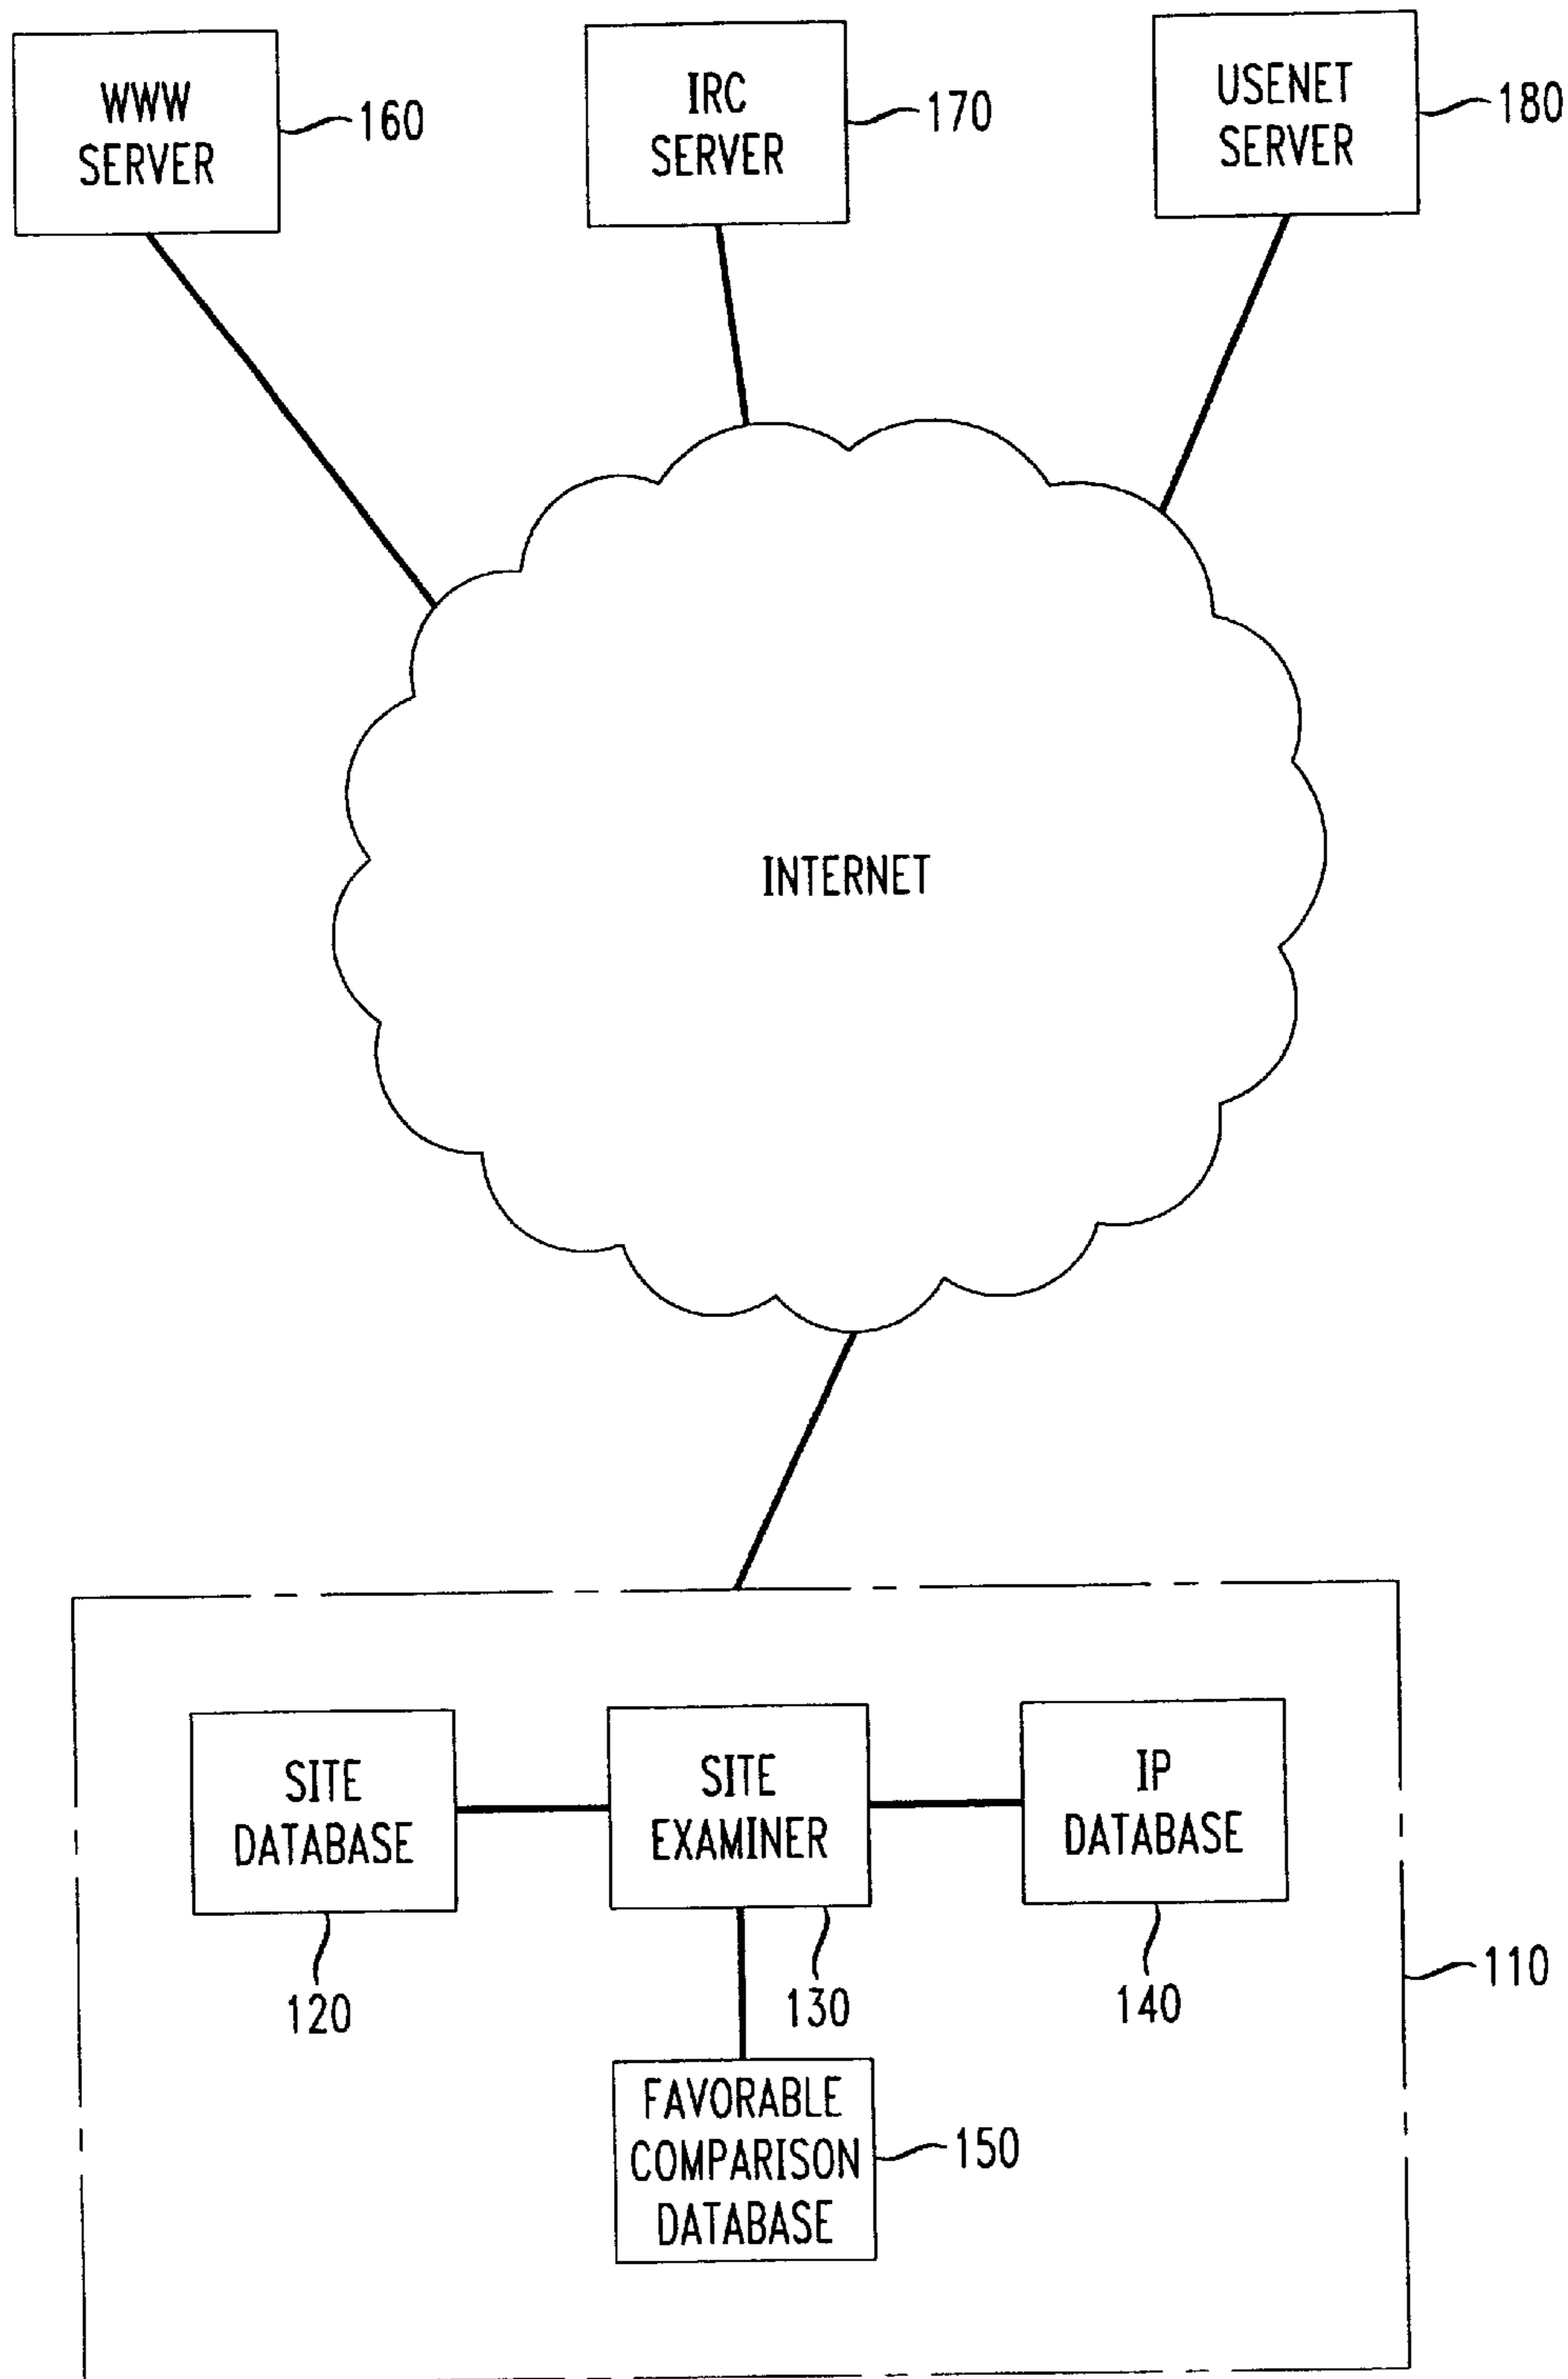 WWW
SERVER
160
IRC
SERVER
170
USENET
SERVER
180
INTERNET
SITE
DATABASE
120
SITE
EXAMINER
130
IP
DATABASE
140
110
FAVORABLE
COMPARISON
DATABASE
150